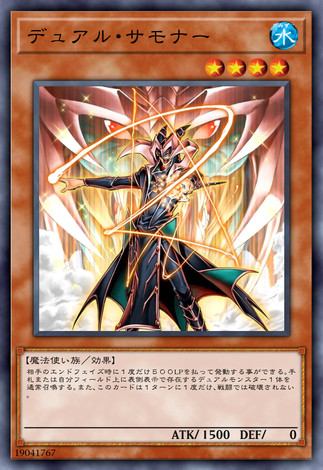 デュアル・サモナー
水
【魔法使い族／効果】
相手のエンドフェイズ時に１度だけ５００LPを払って発動する事ができる。手
札または自分フィールド上に表側表中で存在するデュアルモンスター１体を
通常召喚する。また、このカードは１ターンに１度だけ、戦闘では破壊されな
い。
ATK/ 1500 DEF/ 0
19041767